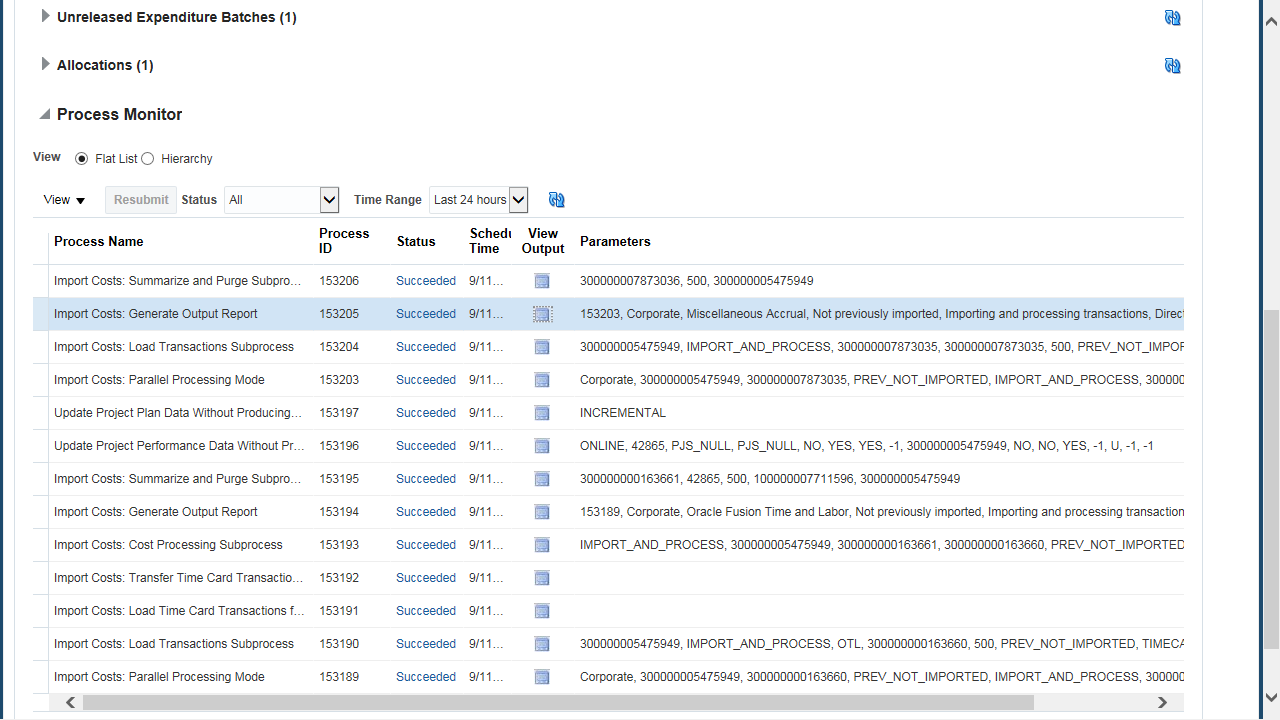 Unreleased Expenditure Batches (1)
Allocations (1)
Process Monitor
View Flat List Hierarchy
View Resubmit Status All Time Range Last 24 hours
Process Name Process ID Status Schedu Time View Output Parameters
Import Costs: Summarize and Purge Subpro... 153206 Succeeded 9/11... 300000007873036, 500, 300000005475949
Import Costs: Generate Output Report 153205 Succeeded 9/11... 153203, Corporate, Miscellaneous Accrual, Not previously imported, Importing and processing transactions, Direct
Import Costs: Load Transactions Subprocess 153204 Succeeded 9/11... 300000005475949, IMPORT_AND_PROCESS, 300000007873035, 300000007873035, 500, PREV_NOT_IMPOR
Import Costs: Parallel Processing Mode 153203 Succeeded 9/11... Corporate, 300000005475949, 300000007873035, PREV_NOT_IMPORTED, IMPORT_AND_PROCESS, 300000
Update Project Plan Data Without Producing... 153197 Succeeded 9/11... INCREMENTAL
Update Project Performance Data Without Pr... 153196 Succeeded 9/11... ONLINE, 42865, PJS_NULL, PJS_NULL, NO, YES, YES, -1, 300000005475949, NO, NO, YES, -1, U, -1, -1
Import Costs: Summarize and Purge Subpro... 153195 Succeeded 9/11... 300000000163661, 42865, 500, 100000007711596, 300000005475949
Import Costs: Generate Output Report 153194 Succeeded 9/11... 153189, Corporate, Oracle Fusion Time and Labor, Not previously imported, Importing and processing transaction
Import Costs: Cost Processing Subprocess 153193 Succeeded 9/11... IMPORT_AND_PROCESS, 300000005475949, 300000000163661, 300000000163660, PREV_NOT_IMPORTED
Import Costs: Transfer Time Card Transactio... 153192 Succeeded 9/11...
Import Costs: Load Time Card Transactions f... 153191 Succeeded 9/11...
Import Costs: Load Transactions Subprocess 153190 Succeeded 9/11... 300000005475949, IMPORT_AND_PROCESS, OTL, 300000000163660, 500, PREV_NOT_IMPORTED, TIMECA
Import Costs: Parallel Processing Mode 153189 Succeeded 9/11... Corporate, 300000005475949, 300000000163660, PREV_NOT_IMPORTED, IMPORT_AND_PROCESS, 300000